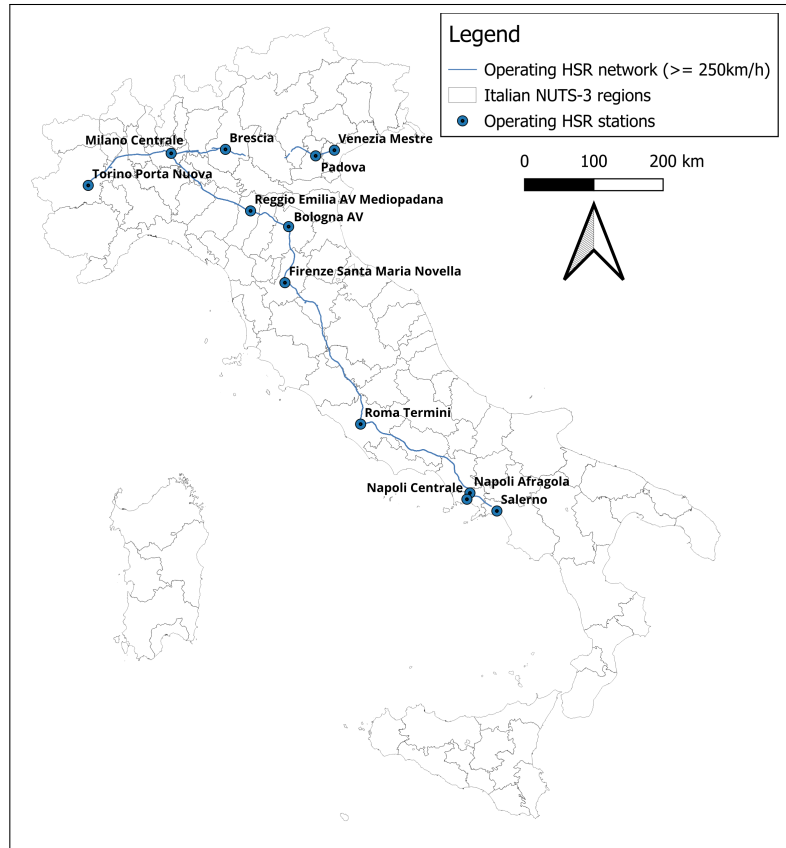 Legend
Operating HSR network (>= 250km/h)
Italian NUTS-3 regions
Operating HSR stations
0 100 200 km
Milano Centrale
Brescia
Venezia Mestre
Padova
Torino Porta Nuova
Reggio Emilia AV Mediopadana
Bologna AV
Firenze Santa Maria Novella
Roma Termini
Napoli Afragola
Napoli Centrale
Salerno